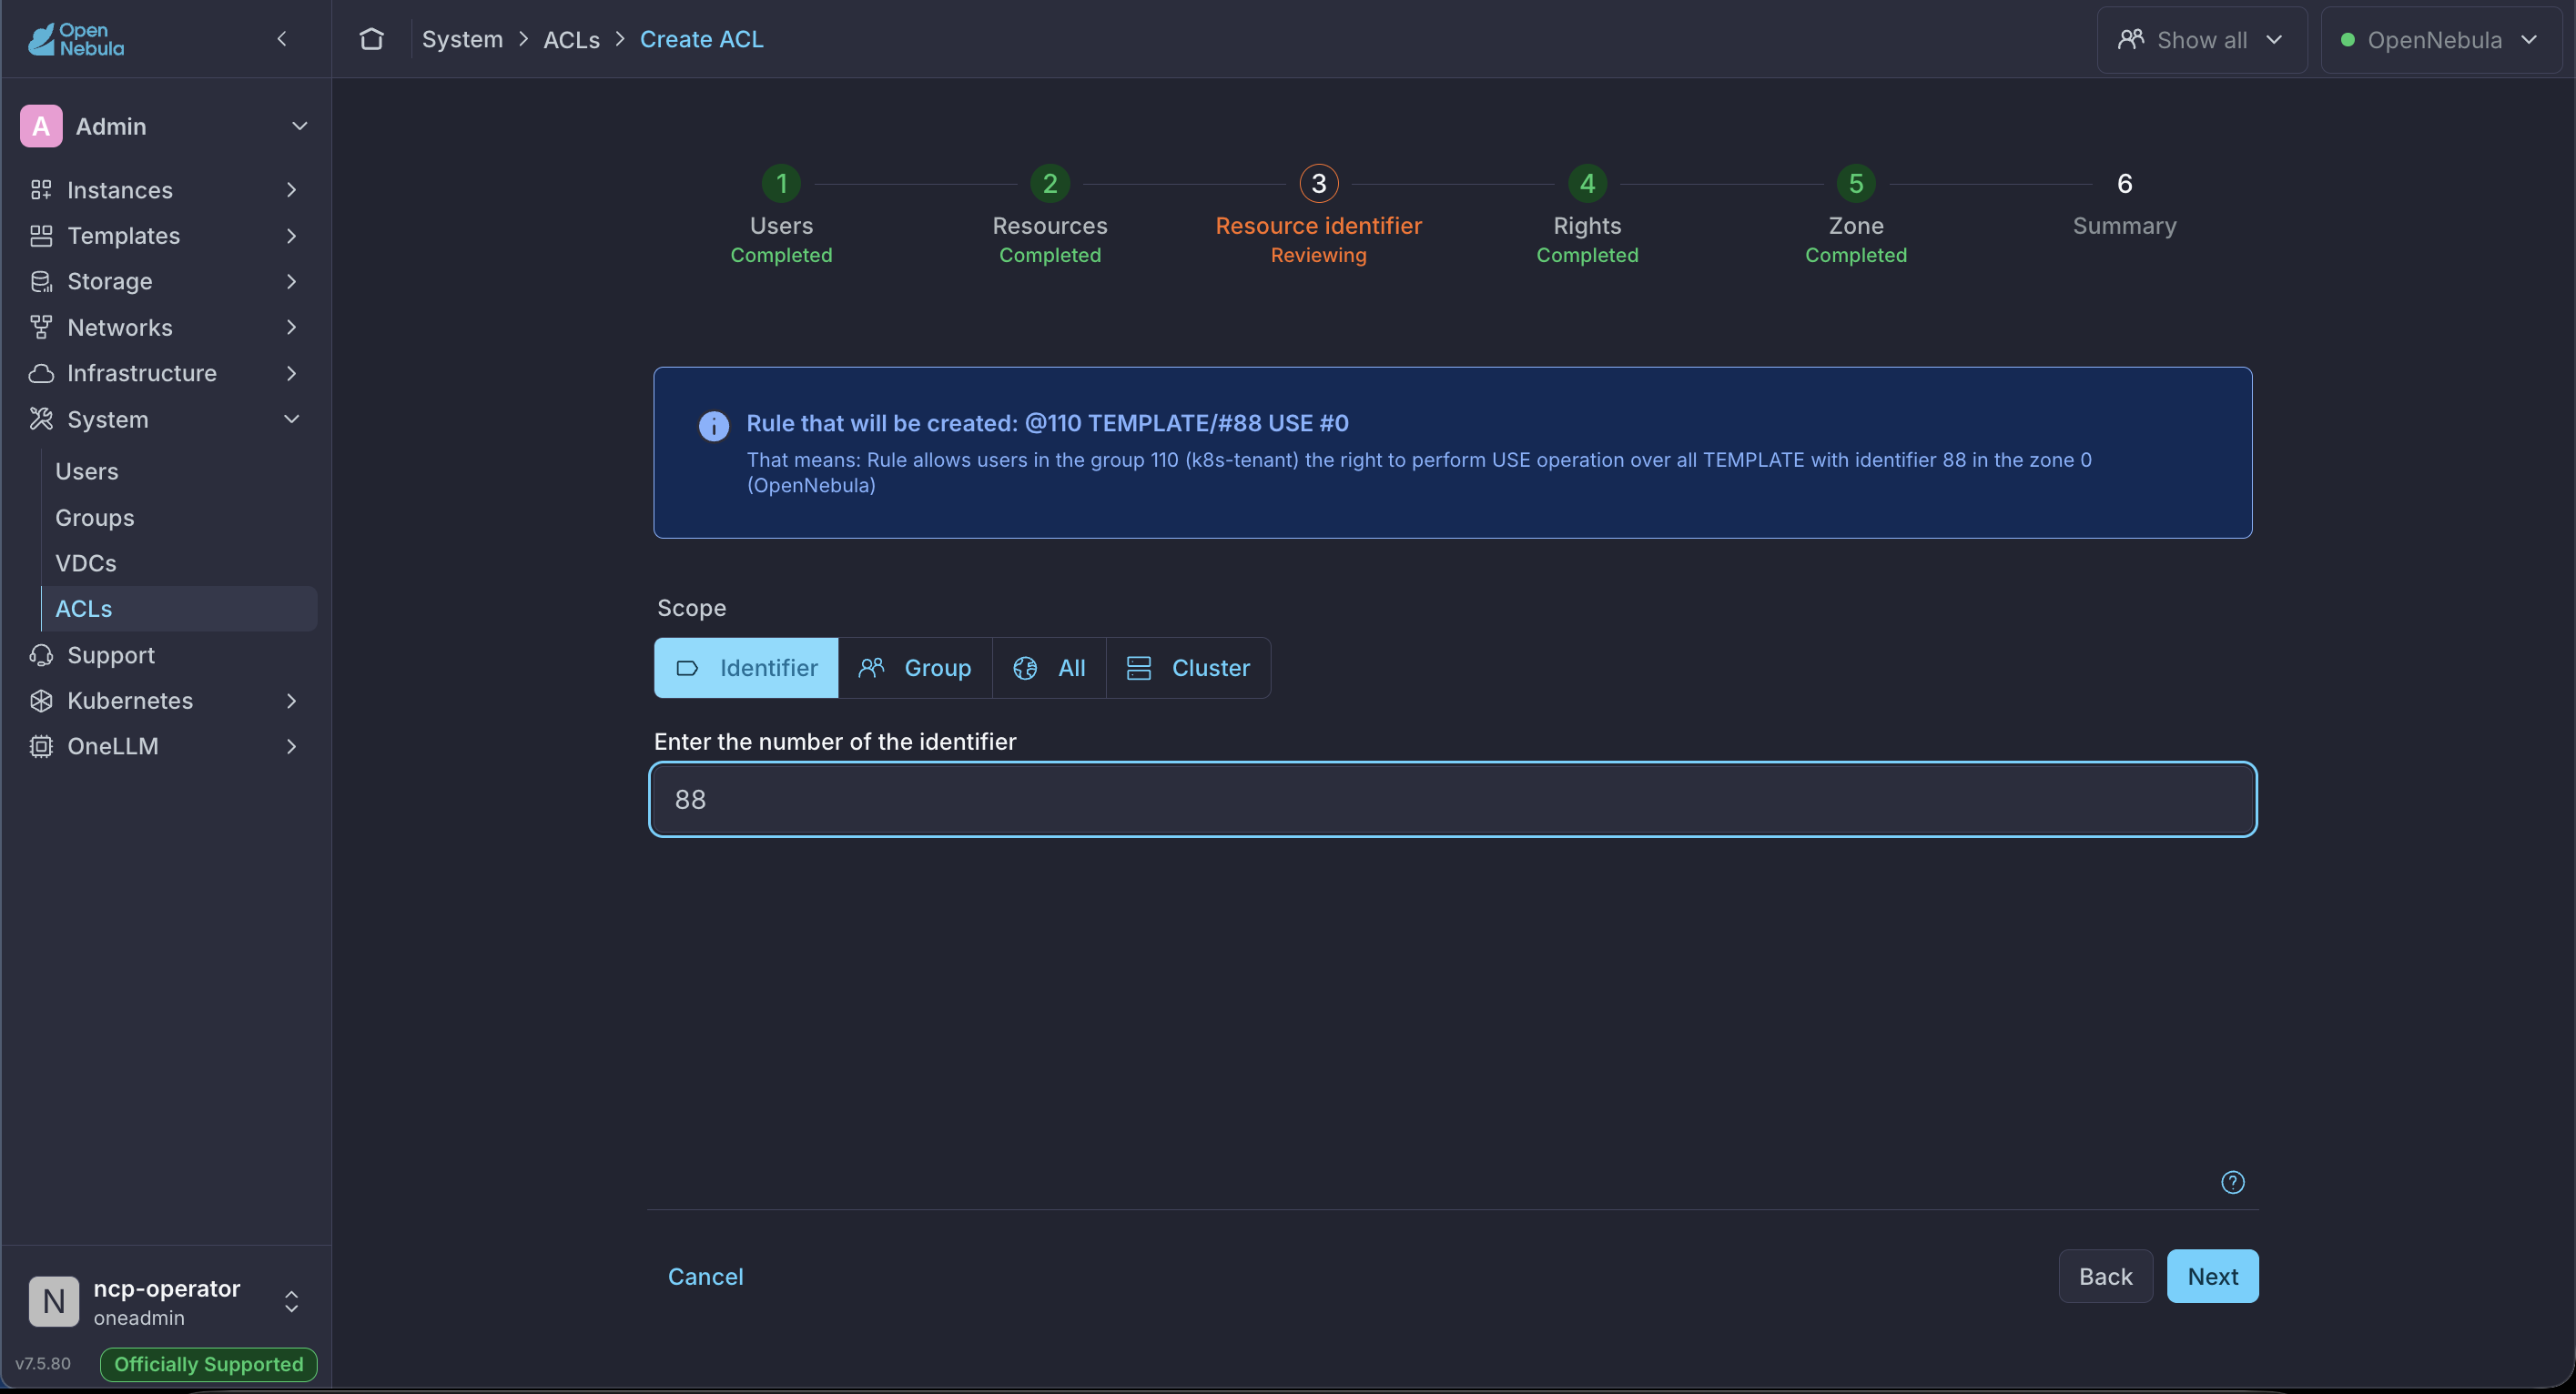 Open
Nebula
System > ACLs > Create ACL
Show all
OpenNebula
A Admin
Instances
Templates
Storage
Networks
Infrastructure
System
Users
Groups
VDCs
ACLs
Support
Kubernetes
OneLLM
1 2 3 4 5 6
Users Resources Resource identifier Rights Zone Summary
Completed Completed Reviewing Completed Completed
Rule that will be created: @110 TEMPLATE/#88 USE #0
That means: Rule allows users in the group 110 (k8s-tenant) the right to perform USE operation over all TEMPLATE with identifier 88 in the zone 0
(OpenNebula)
Scope
Identifier Group All Cluster
Enter the number of the identifier
88
Cancel Back Next
N ncp-operator
oneadmin
v7.5.80 Officially Supported